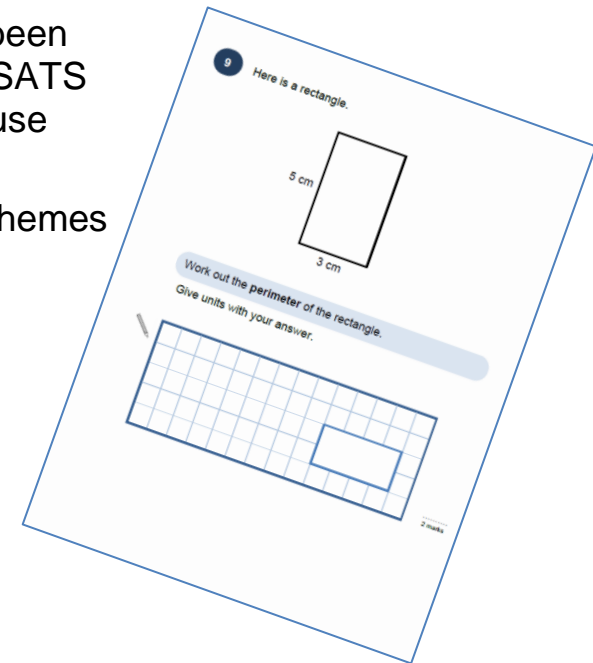 been
SATS
use
hemes
9
Here is a rectangle.
5 cm
3 cm
Work out the perimeter of the rectangle.
Give units with your answer.
2 marks